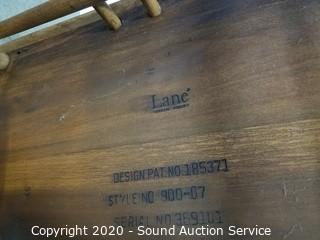 Lane
DESIGN PAT. NO. 185371
STYLE NO 900-07
SERIAL NO 369101
Copyright 2020 - Sound Auction Service